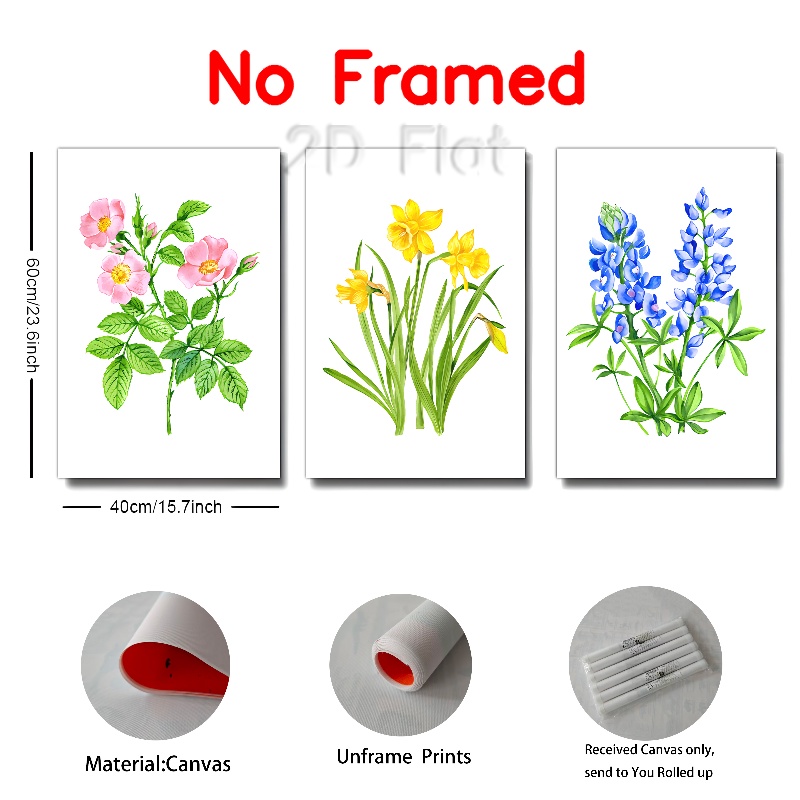 No Framed
2D Flat
60cm/23.6inch
40cm/15.7inch
Material:Canvas
Unframe Prints
Received Canvas only,
send to You Rolled up